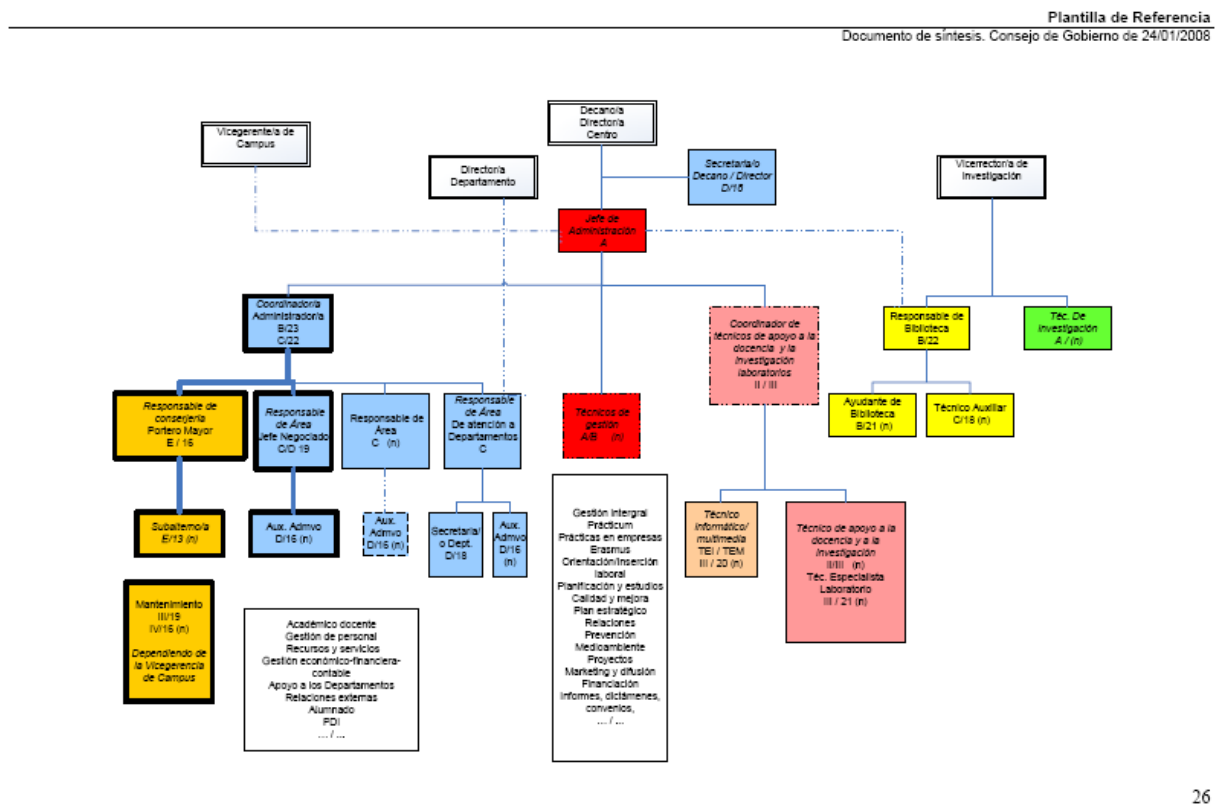 Plantilla de Referencia
Documento de síntesis. Consejo de Gobierno de 24/01/2008
Decano/a
Director/a
Centro
Vicegerente/a de
Campus
Director/a
Departamento
Secretaria/o
Decano / Director
D/18
Vicerrector/a de
Investigación
Jefe de
Administración
A
Coordinador/a
Administrador/a
B/23
C/22
Coordinador de
técnicos de apoyo a la
docencia y la
Investigación
laboratorios
II / III
Responsable de
Biblioteca
B/22
Téc. De
Investigación
A / (n)
Responsable de
conserjería
Portero Mayor
E / 16
Responsable
de Área
Jefe Negociado
C/D 19
Responsable de
Área
C (n)
Responsable
de Área
De atención a
Departamentos
C
Técnicos de
gestión
A/B (n)
Ayudante de
Biblioteca
B/21 (n)
Técnico Auxiliar
C/18 (n)
Subalterno/a
E/13 (n)
Aux. Admvo
D/16 (n)
Aux.
Admvo
D/16 (n)
Secretaria/
o Dept.
D/18
Aux.
Admvo
D/16
(n)
Gestión intergral
Prácticum
Prácticas en empresas
Erasmus
Orientación/inserción
laboral
Planificación y estudios
Calidad y mejora
Plan estratégico
Relaciones
Prevención
Medioambiente
Proyectos
Marketing y difusión
Financiación
Informes, dictámenes,
convenios,
... / ...
Técnico
Informático/
multimedia
TEI / TEM
III / 20 (n)
Técnico de apoyo a la
docencia y a la
Investigación
II/III (n)
Téc. Especialista
Laboratorio
III / 21 (n)
Mantenimiento
III/19
IV/16 (n)
Dependiendo de
la Vicegerencia
de Campus
Académico docente
Gestión de personal
Recursos y servicios
Gestión económico-financiera-
contable
Apoyo a los Departamentos
Relaciones externas
Alumnado
PDI
... / ...
26